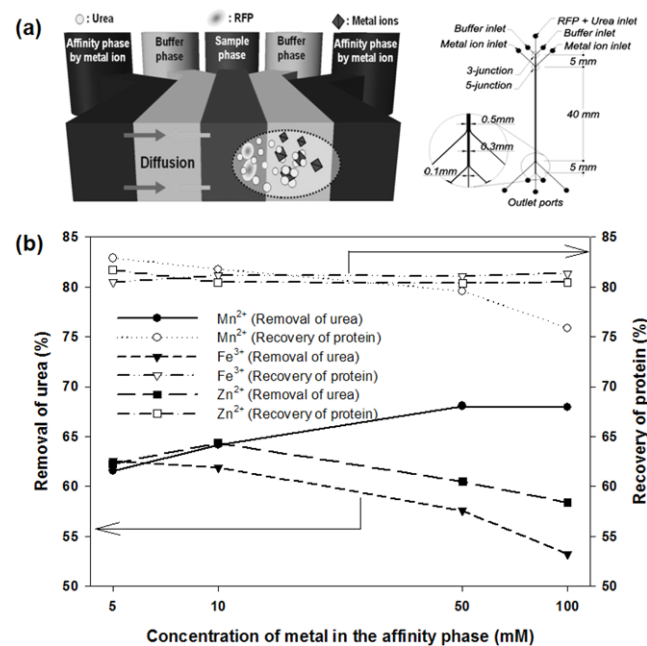 (a)
: Urea
: RFP
: Metal ions
Affinity phase
by metal ion
Buffer
phase
Sample
phase
Buffer
phase
Affinity phase
by metal ion
Diffusion
RFP + Urea inlet
Buffer inlet
Buffer inlet
Metal ion inlet
Metal ion inlet
3-junction
5-junction
5 mm
40 mm
0.5mm
0.3mm
0.1mm
5 mm
Outlet ports
(b)
85
80
75
70
65
60
55
50
Removal of urea (%)
Mn2+ (Removal of urea)
Mn2+ (Recovery of protein)
Fe3+ (Removal of urea)
Fe3+ (Recovery of protein)
Zn2+ (Removal of urea)
Zn2+ (Recovery of protein)
85
80
75
70
65
60
55
50
Recovery of protein (%)
5 10 50 100
Concentration of metal in the affinity phase (mM)